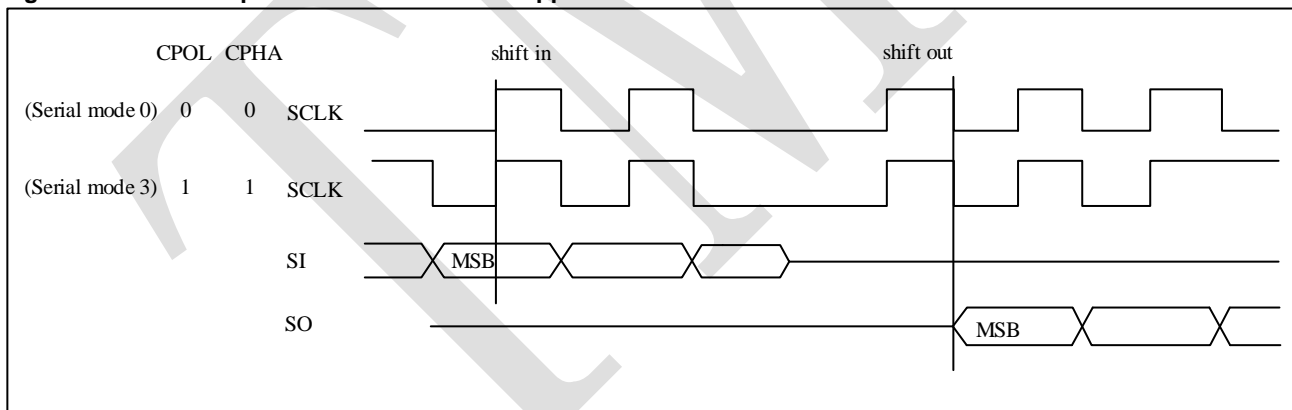 CPOL CPHA shift in shift out
(Serial mode 0) 0 0 SCLK
(Serial mode 3) 1 1 SCLK
SI MSB
SO MSB